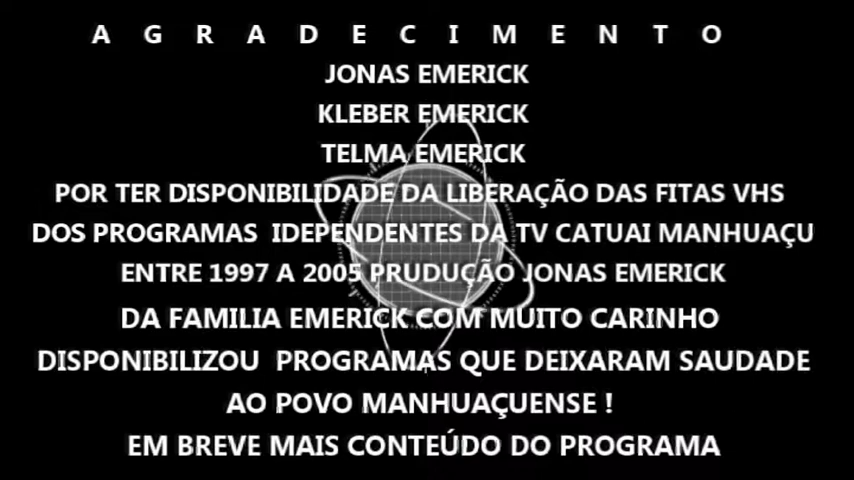 A G R A D E C I M E N T O
JONAS EMERICK
KLEBER EMERICK
TELMA EMERICK
POR TER DISPONIBILIDADE DA LIBERAÇÃO DAS FITAS VHS
DOS PROGRAMAS IDEPENDENTES DA TV CATUAI MANHUAÇU
ENTRE 1997 A 2005 PRUDUÇÃO JONAS EMERICK
DA FAMILIA EMERICK COM MUITO CARINHO
DISPONIBILIZOU PROGRAMAS QUE DEIXARAM SAUDADE
AO POVO MANHUAÇUENSE !
EM BREVE MAIS CONTEÚDO DO PROGRAMA